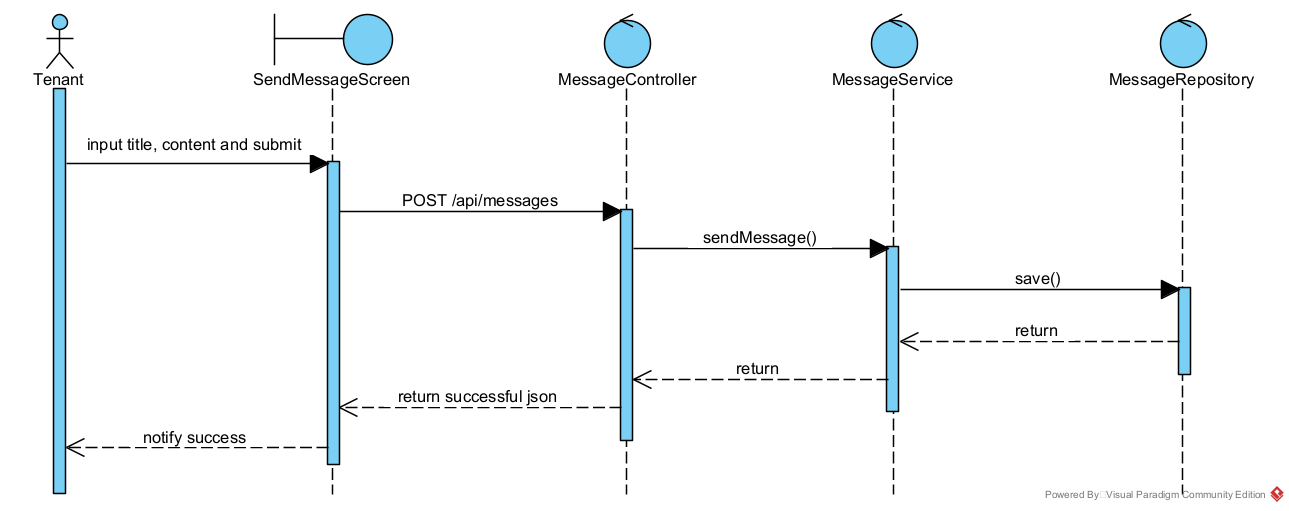 Tenant
SendMessageScreen
MessageController
MessageService
MessageRepository
input title, content and submit
POST /api/messages
sendMessage()
save()
return
return
return successful json
notify success
Powered By Visual Paradigm Community Edition